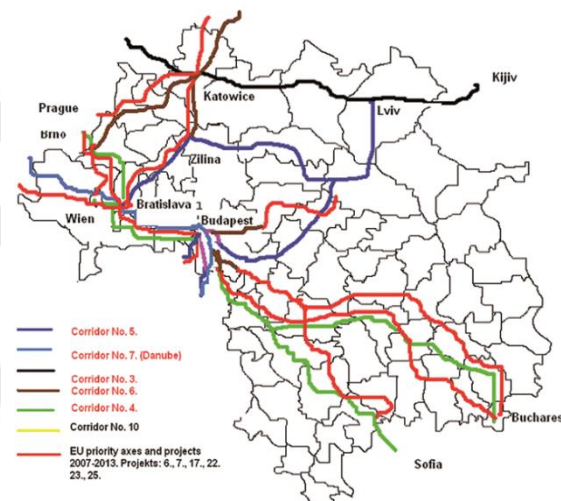 Kijiv
Katowice
Lviv
Prague
Brno
Zilina
Bratislava 1
Wien
Budapest
Corridor No. 5.
Corridor No. 7. (Danube)
Corridor No. 3.
Corridor No. 6.
Corridor No. 4.
Corridor No. 10
EU priority axes and projects
2007-2013. Projekts: 6., 7., 17., 22.
23., 25.
Buchares
Sofia